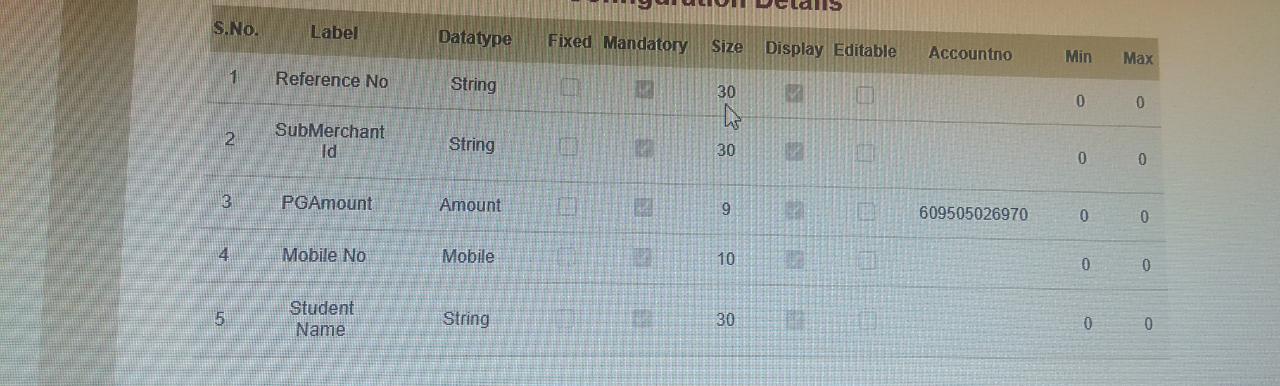 Configuration Details
S.No. Label Datatype Fixed Mandatory Size Display Editable Accountno Min Max
1 Reference No String 30 0 0
2 SubMerchant Id String 30 0 0
3 PGAmount Amount 9 609505026970 0 0
4 Mobile No Mobile 10 0 0
5 Student Name String 30 0 0